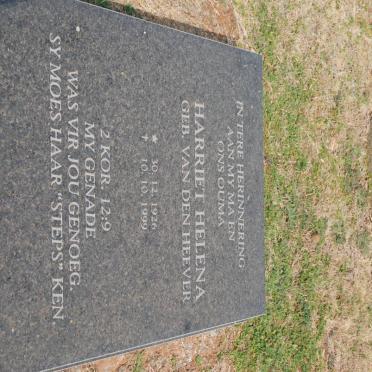 IN TERE HERINNERING
AAN MY MA EN
ONS OUMA
HARRIET HELENA
GEB. VAN DEN HEEVER
* 30. 12. 1926
† 10. 10. 1999
2 KOR. 12:9
MY GENADE
WAS VIR JOU GENOEG.
SY MOES HAAR "STEPS" KEN.